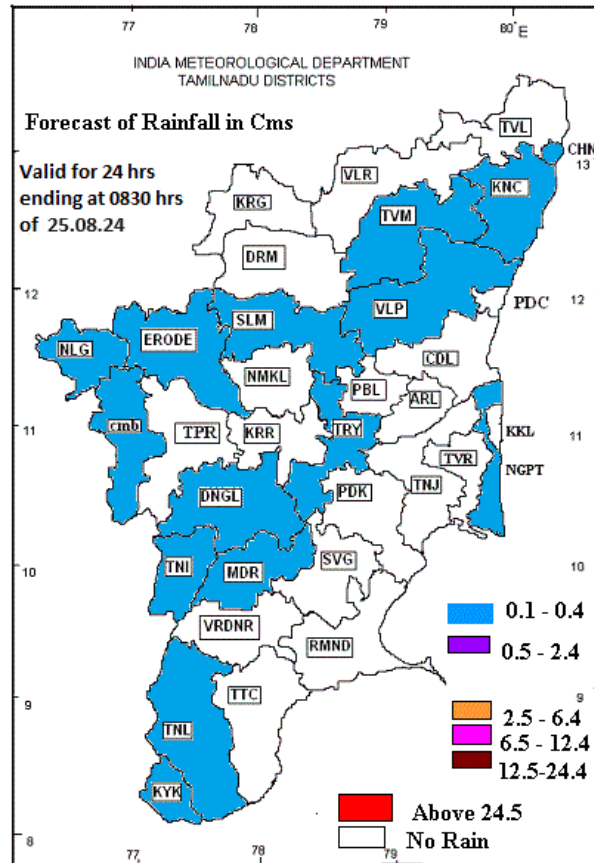 77 78 79 80°E
INDIA METEOROLOGICAL DEPARTMENT
TAMILNADU DISTRICTS
Forecast of Rainfall in Cms
Valid for 24 hrs
ending at 0830 hrs
of 25.08.24
TVL
CHN
13
VLR
KNC
KRG
TVM
DRM
12
12
PDC
SLM
VLP
ERODE
NLG
CDL
NMKL
PBL
ARL
cmb
11
TPR
KRR
TRY
KKL
11
TVR
NGPT
DNGL
PDK
TNJ
10
TNI
MDR
SVG
10
0.1 - 0.4
VRDNR
RMND
0.5 - 2.4
9
TTC
9
2.5 - 6.4
TNL
6.5 - 12.4
12.5-24.4
KYK
Above 24.5
8
No Rain
77 78